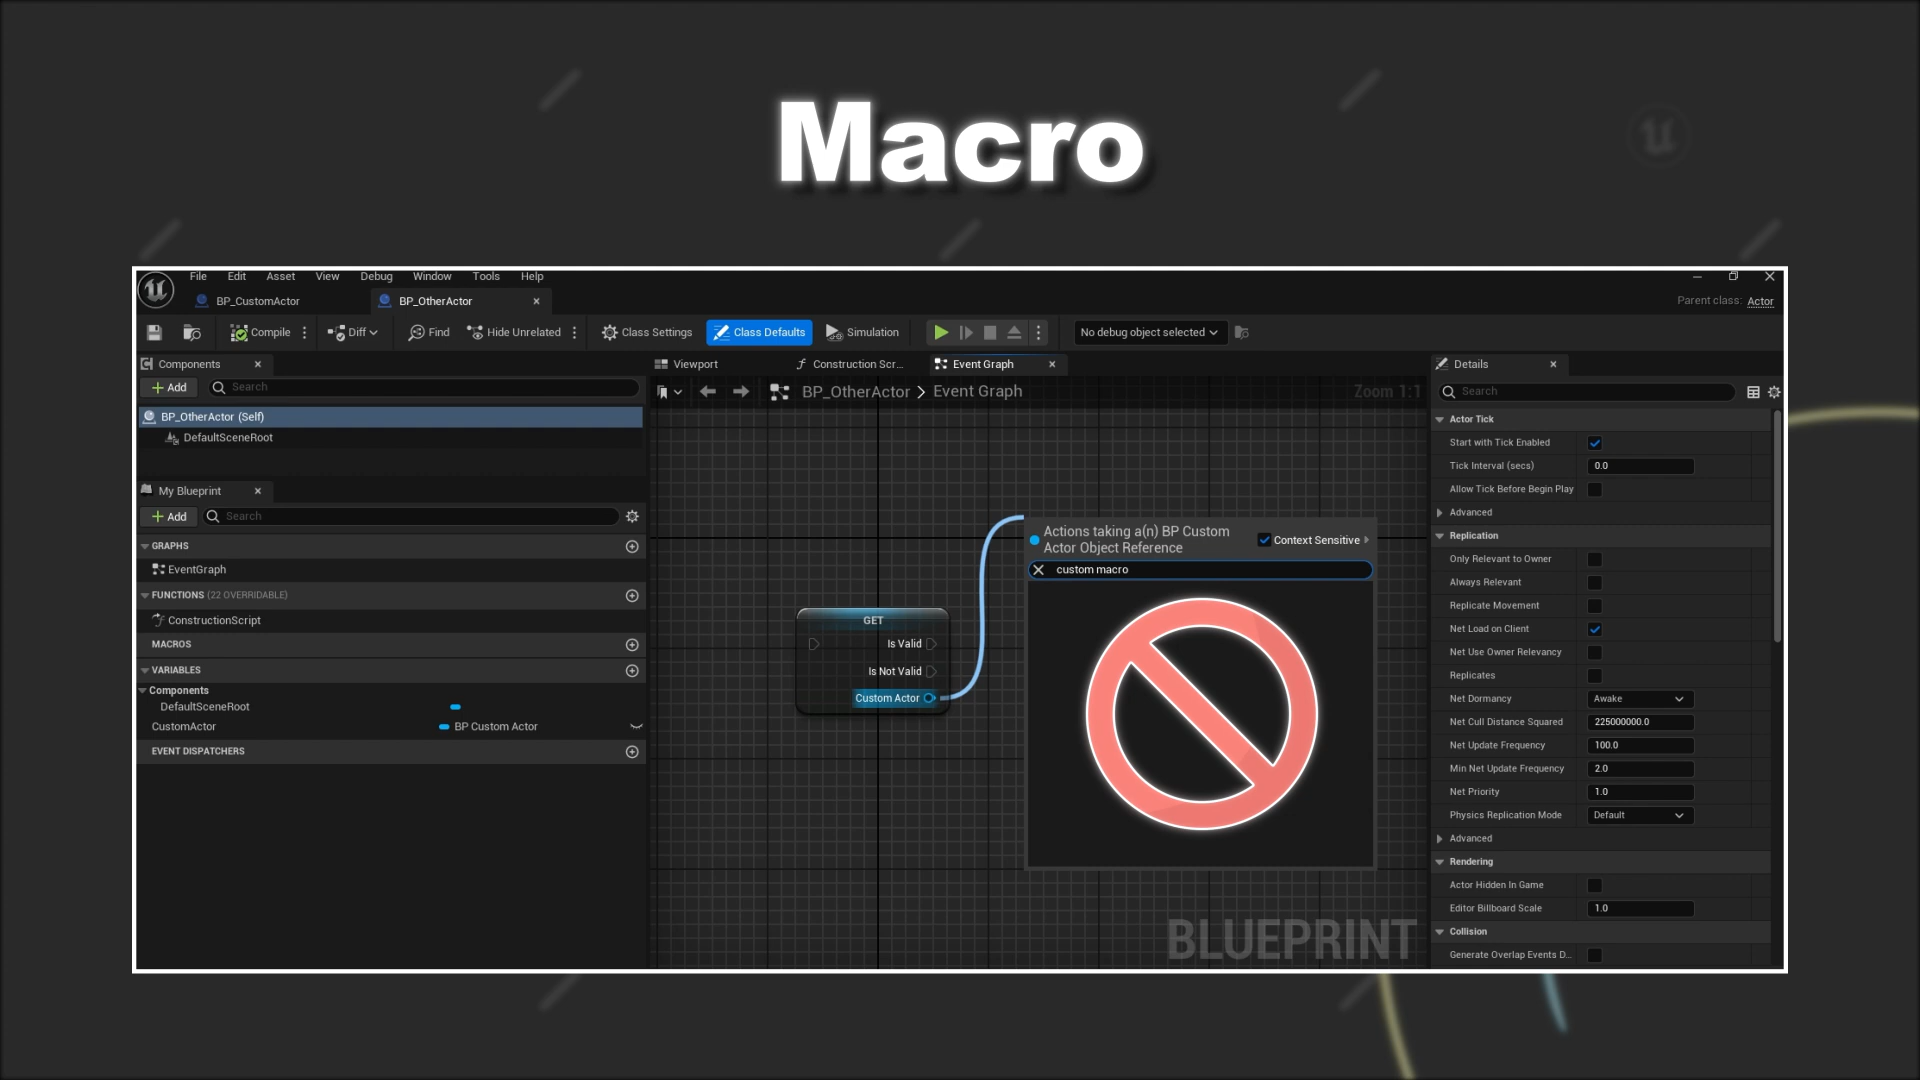 Macro
File Edit Asset View Debug Window Tools Help
BP_CustomActor BP_OtherActor
Parent class: Actor
Compile Diff Find Hide Unrelated Class Settings Class Defaults Simulation No debug object selected
Components Viewport Construction Scr... Event Graph Details
Add Search
BP_OtherActor > Event Graph Zoom 1:1
Search
BP_OtherActor (Self)
DefaultSceneRoot
My Blueprint
Add Search
GRAPHS
EventGraph
FUNCTIONS (22 OVERRIDABLE)
ConstructionScript
MACROS
VARIABLES
Components
DefaultSceneRoot
CustomActor BP Custom Actor
EVENT DISPATCHERS
GET
Is Valid
Is Not Valid
Custom Actor
Actions taking a(n) BP Custom
Actor Object Reference
Context Sensitive
custom macro
BLUEPRINT
Actor Tick
Start with Tick Enabled
Tick Interval (secs) 0.0
Allow Tick Before Begin Play
Advanced
Replication
Only Relevant to Owner
Always Relevant
Replicate Movement
Net Load on Client
Net Use Owner Relevancy
Replicates
Net Dormancy Awake
Net Cull Distance Squared 225000000.0
Net Update Frequency 100.0
Min Net Update Frequency 2.0
Net Priority 1.0
Physics Replication Mode Default
Advanced
Rendering
Actor Hidden In Game
Editor Billboard Scale 1.0
Collision
Generate Overlap Events D...